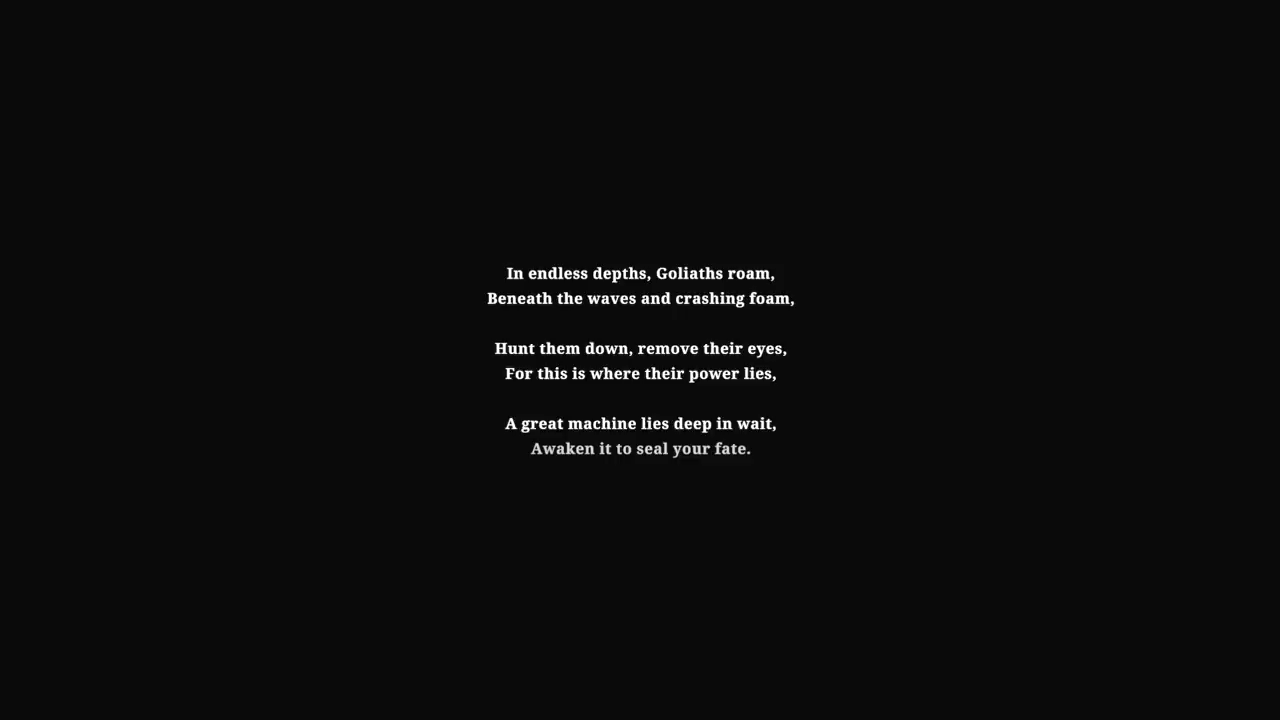 In endless depths, Goliaths roam,
Beneath the waves and crashing foam,
Hunt them down, remove their eyes,
For this is where their power lies,
A great machine lies deep in wait,
Awaken it to seal your fate.